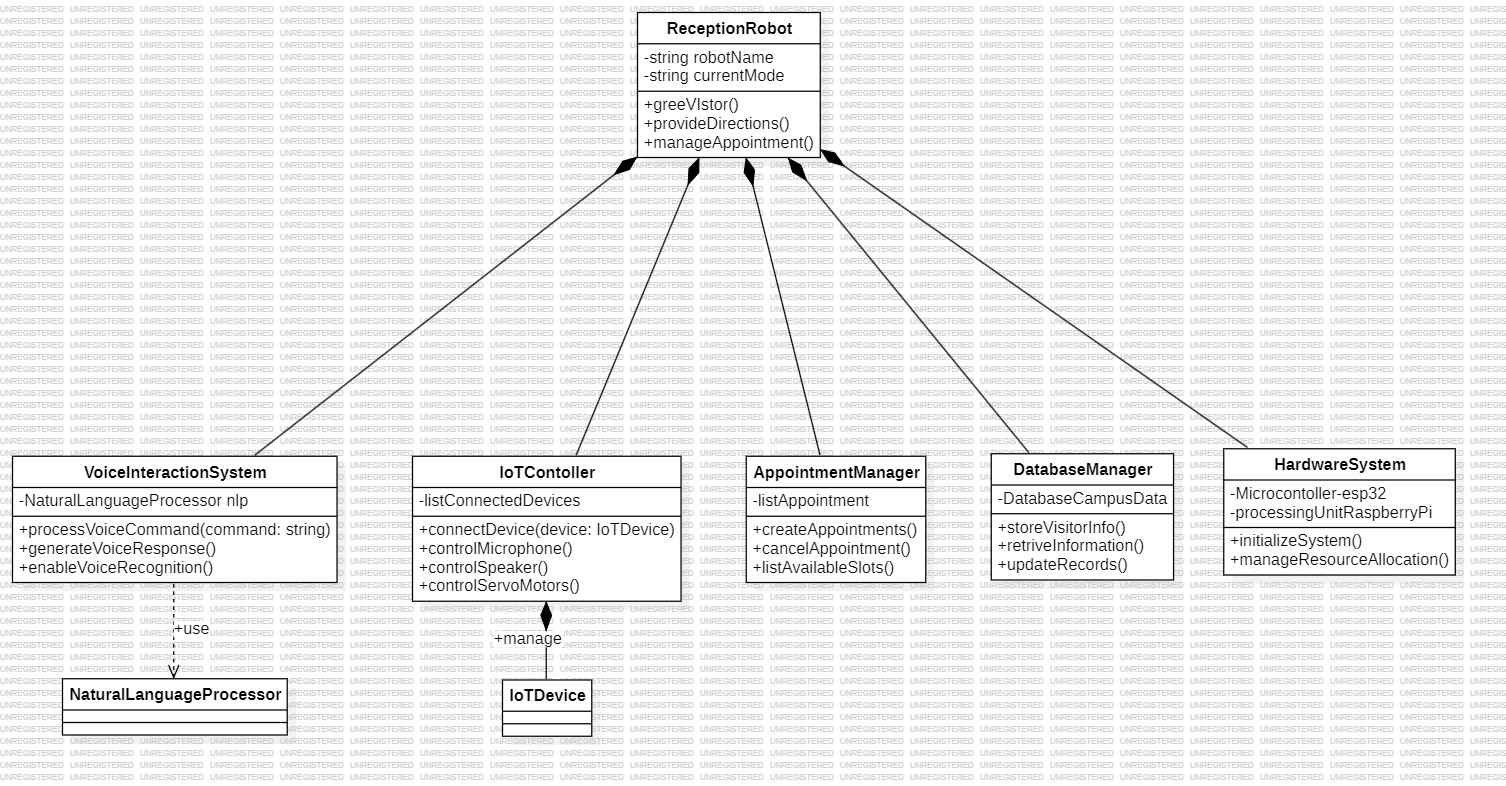 ReceptionRobot
-string robotName
-string currentMode
+greeVIstor()
+provideDirections()
+manageAppointment()
VoiceInteractionSystem
-NaturalLanguageProcessor nlp
+processVoiceCommand(command: string)
+generateVoiceResponse()
+enableVoiceRecognition()
IoTContoller
-listConnectedDevices
+connectDevice(device: IoTDevice)
+controlMicrophone()
+controlSpeaker()
+controlServoMotors()
AppointmentManager
-listAppointment
+createAppointments()
+cancelAppointment()
+listAvailableSlots()
DatabaseManager
-DatabaseCampusData
+storeVisitorInfo()
+retriveInformation()
+updateRecords()
HardwareSystem
-Microcontoller-esp32
-processingUnitRaspberryPi
+initializeSystem()
+manageResourceAllocation()
+use
+manage
NaturalLanguageProcessor
IoTDevice
UNREGISTERED